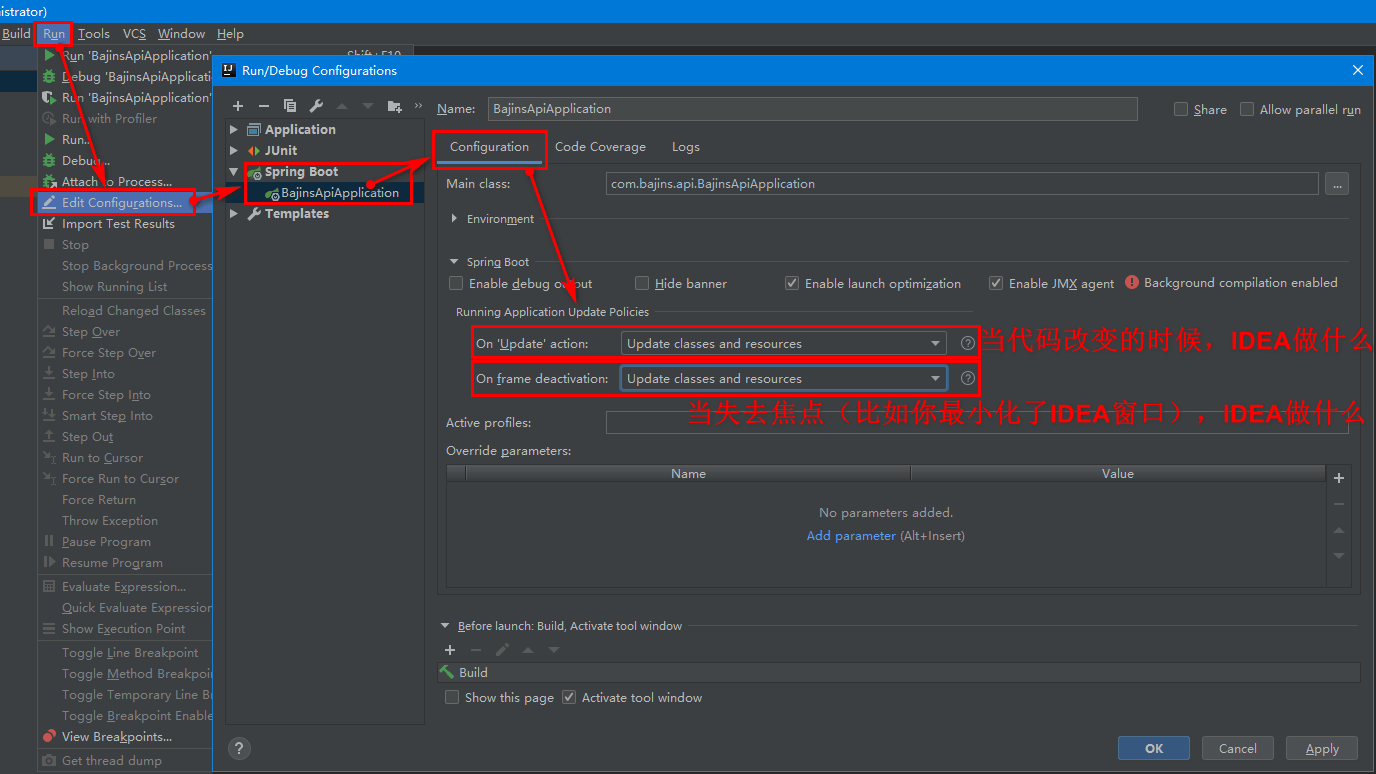 istrator)
Build Run Tools VCS Window Help
Run 'BajinsApiApplication'
Debug 'BajinsApiApplicati
Run 'BajinsApiApplication'
Run with Profiler
Run...
Debug...
Attach to Process...
Edit Configurations...
Import Test Results
Stop
Stop Background Process
Show Running List
Reload Changed Classes
Step Over
Force Step Over
Step Into
Force Step Into
Smart Step Into
Step Out
Run to Cursor
Force Run to Cursor
Force Return
Throw Exception
Pause Program
Resume Program
Evaluate Expression...
Quick Evaluate Expression
Show Execution Point
Toggle Line Breakpoint
Toggle Method Breakpoi
Toggle Temporary Line B
Toggle Breakpoint Enable
View Breakpoints...
Get thread dump
Run/Debug Configurations
Application
JUnit
Spring Boot
BajinsApiApplication
Templates
Name: BajinsApiApplication Share Allow parallel run
Configuration Code Coverage Logs
Main class: com.bajins.api.BajinsApiApplication ...
Environment
Spring Boot
Enable debug output Hide banner Enable launch optimization Enable JMX agent Background compilation enabled
Running Application Update Policies
On 'Update' action: Update classes and resources ? 当代码改变的时候，IDEA做什么
On frame deactivation: Update classes and resources ?
当失去焦点（比如你最小化了IDEA窗口），IDEA做什么
Active profiles:
Override parameters:
Name Value
No parameters added.
Add parameter (Alt+Insert)
Before launch: Build, Activate tool window
Build
Show this page Activate tool window
? OK Cancel Apply